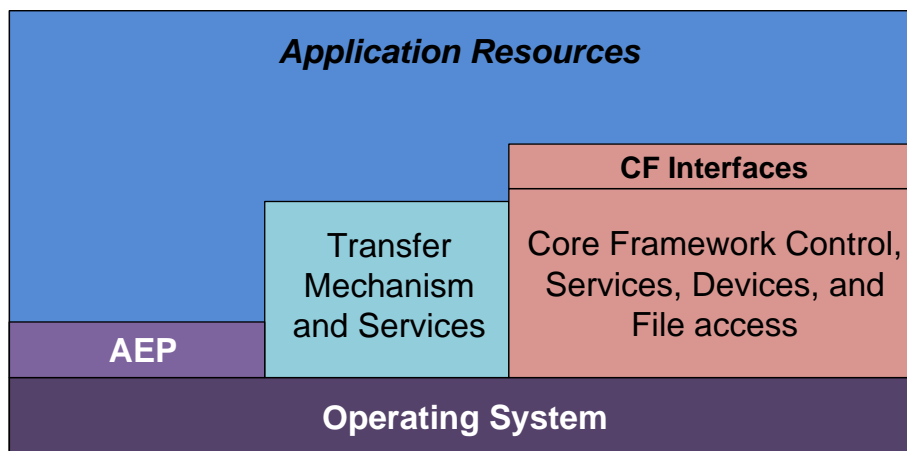 Application Resources
CF Interfaces
Transfer
Mechanism
and Services
Core Framework Control,
Services, Devices, and
File access
AEP
Operating System